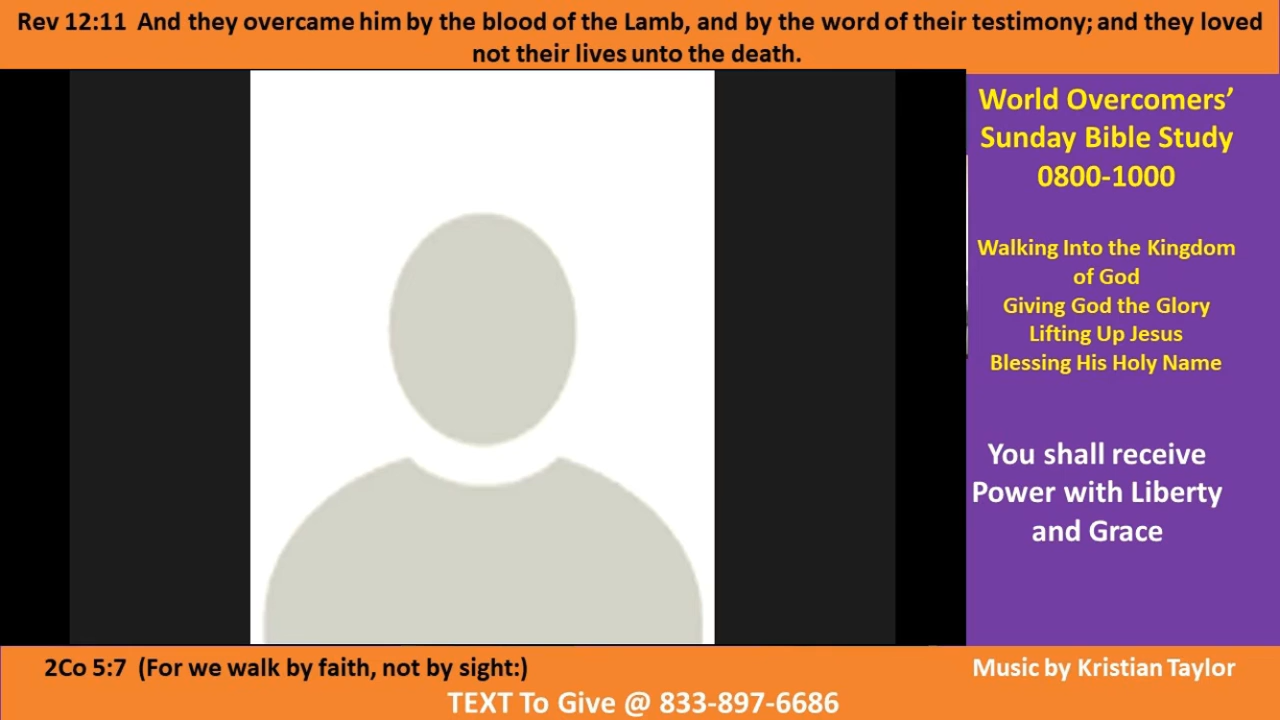 Rev 12:11  And they overcame him by the blood of the Lamb, and by the word of their testimony; and they loved
not their lives unto the death.
World Overcomers’
Sunday Bible Study
0800-1000
Walking Into the Kingdom
of God
Giving God the Glory
Lifting Up Jesus
Blessing His Holy Name
You shall receive
Power with Liberty
and Grace
2Co 5:7  (For we walk by faith, not by sight:)
Music by Kristian Taylor
TEXT To Give @ 833-897-6686